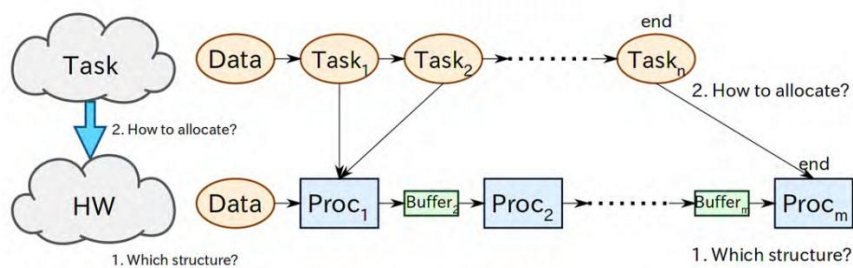 end
Task
Data
Task1
Task2
Taskn
2. How to allocate?
2. How to allocate?
end
HW
Data
Proc1
Buffer2
Proc2
Bufferm
Procm
1. Which structure?
1. Which structure?